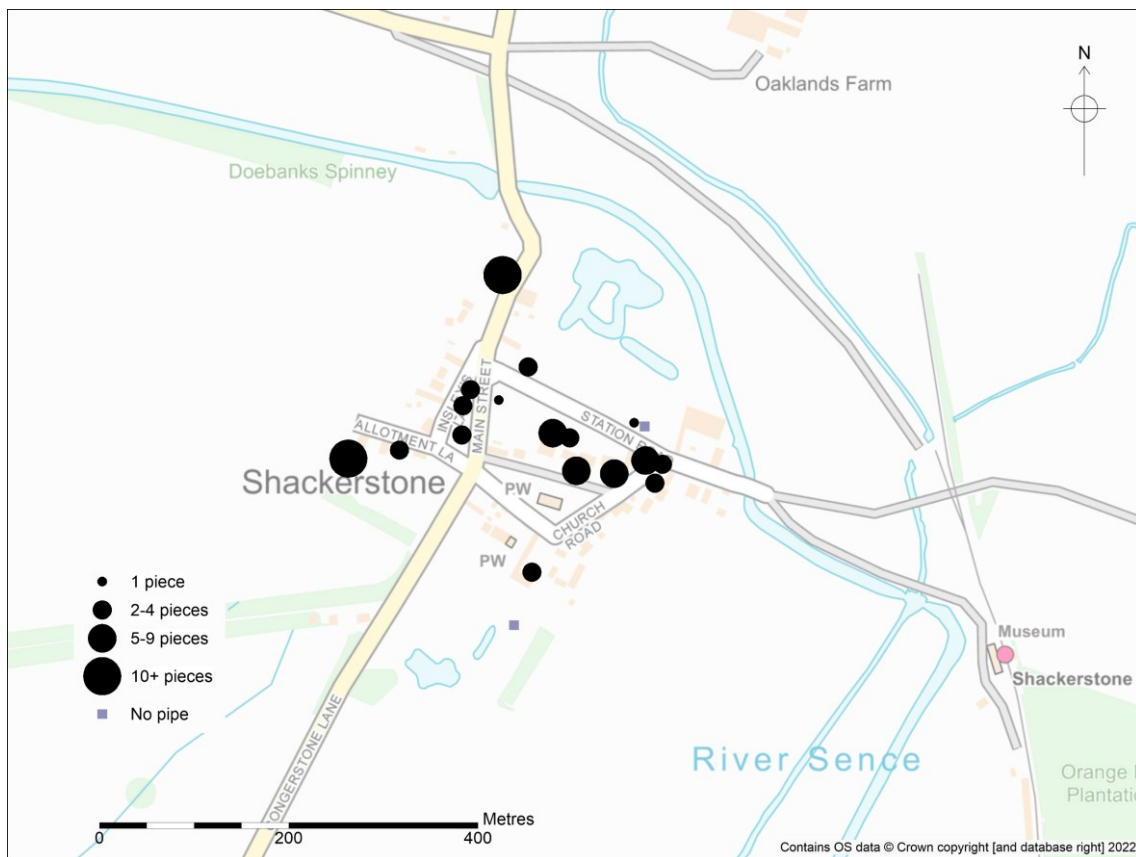 N
Oaklands Farm
Doebanks Spinney
MAIN STREET
STATION
ALLOTMENT LA
Shackerstone
PW
CHURCH
ROAD
PW
1 piece
2-4 pieces
5-9 pieces
10+ pieces
No pipe
Museum
Shackerstone
River Sence
Orange
Plantatio
ONGERSTONE LANE
Metres
0
200
400
Contains OS data © Crown copyright [and database right] 2022